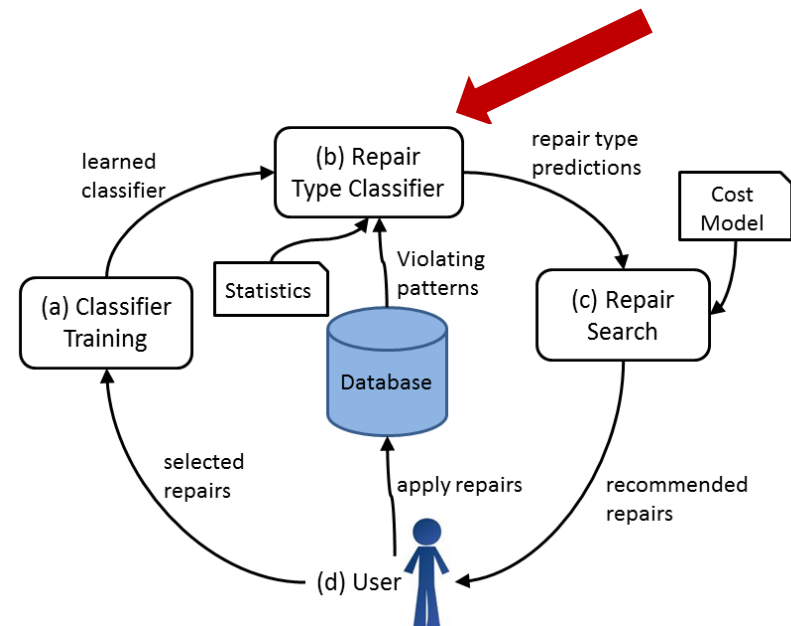 (b) Repair
Type Classifier
learned
classifier
repair type
predictions
Cost
Model
Statistics
Violating
patterns
(a) Classifier
Training
(c) Repair
Search
Database
selected
repairs
apply repairs
recommended
repairs
(d) User